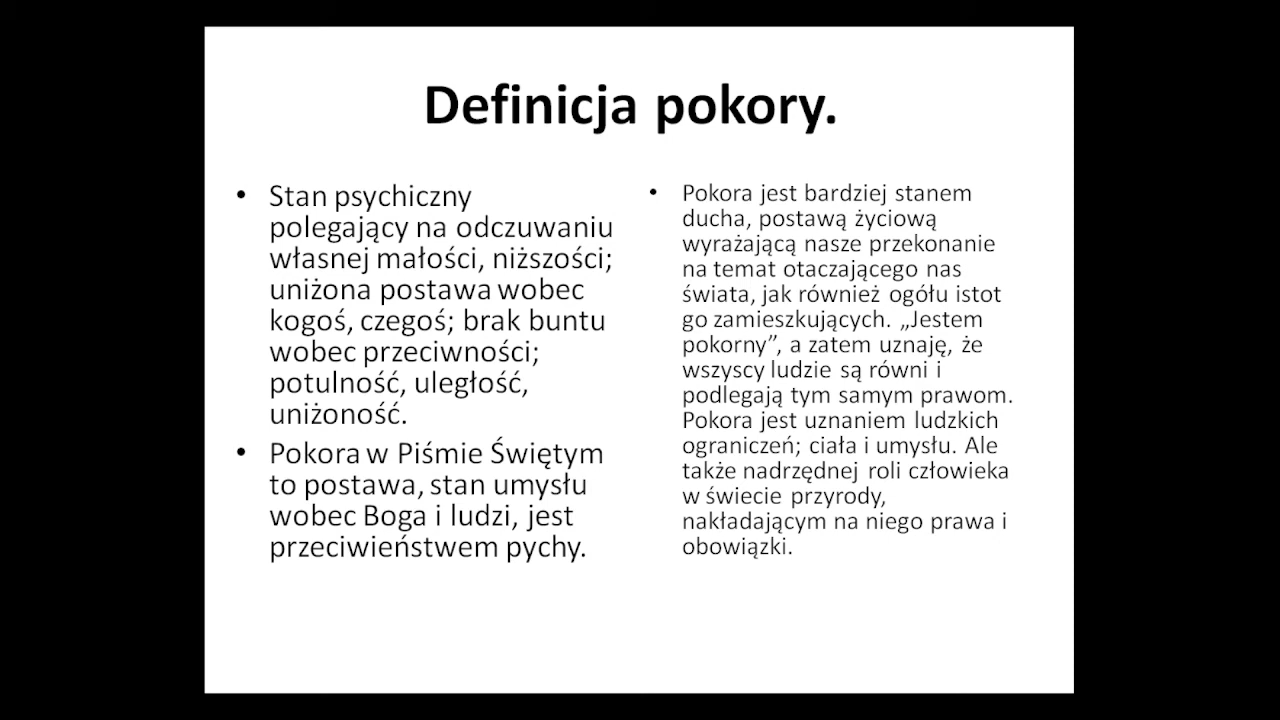 Definicja pokory.
• Stan psychiczny
polegający na odczuwaniu
własnej małości, niższości;
uniżona postawa wobec
kogoś, czegoś; brak buntu
wobec przeciwności;
potulność, uległość,
uniżoność.
• Pokora w Piśmie Świętym
to postawa, stan umysłu
wobec Boga i ludzi, jest
przeciwieństwem pychy.
• Pokora jest bardziej stanem
ducha, postawą życiową
wyrażającą nasze przekonanie
na temat otaczającego nas
świata, jak również ogółu istot
go zamieszkujących. „Jestem
pokorny”, a zatem uznaję, że
wszyscy ludzie są równi i
podlegają tym samym prawom.
Pokora jest uznaniem ludzkich
ograniczeń; ciała i umysłu. Ale
także nadrzędnej roli człowieka
w świecie przyrody,
nakładającym na niego prawa i
obowiązki.